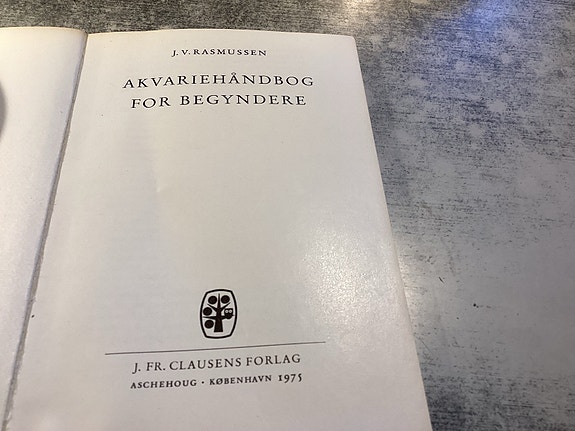 J. V. RASMUSSEN
AKVARIEHÅNDBOG
FOR BEGYNDERE
J. FR. CLAUSENS FORLAG
ASCHEHOUG · KØBENHAVN 1975